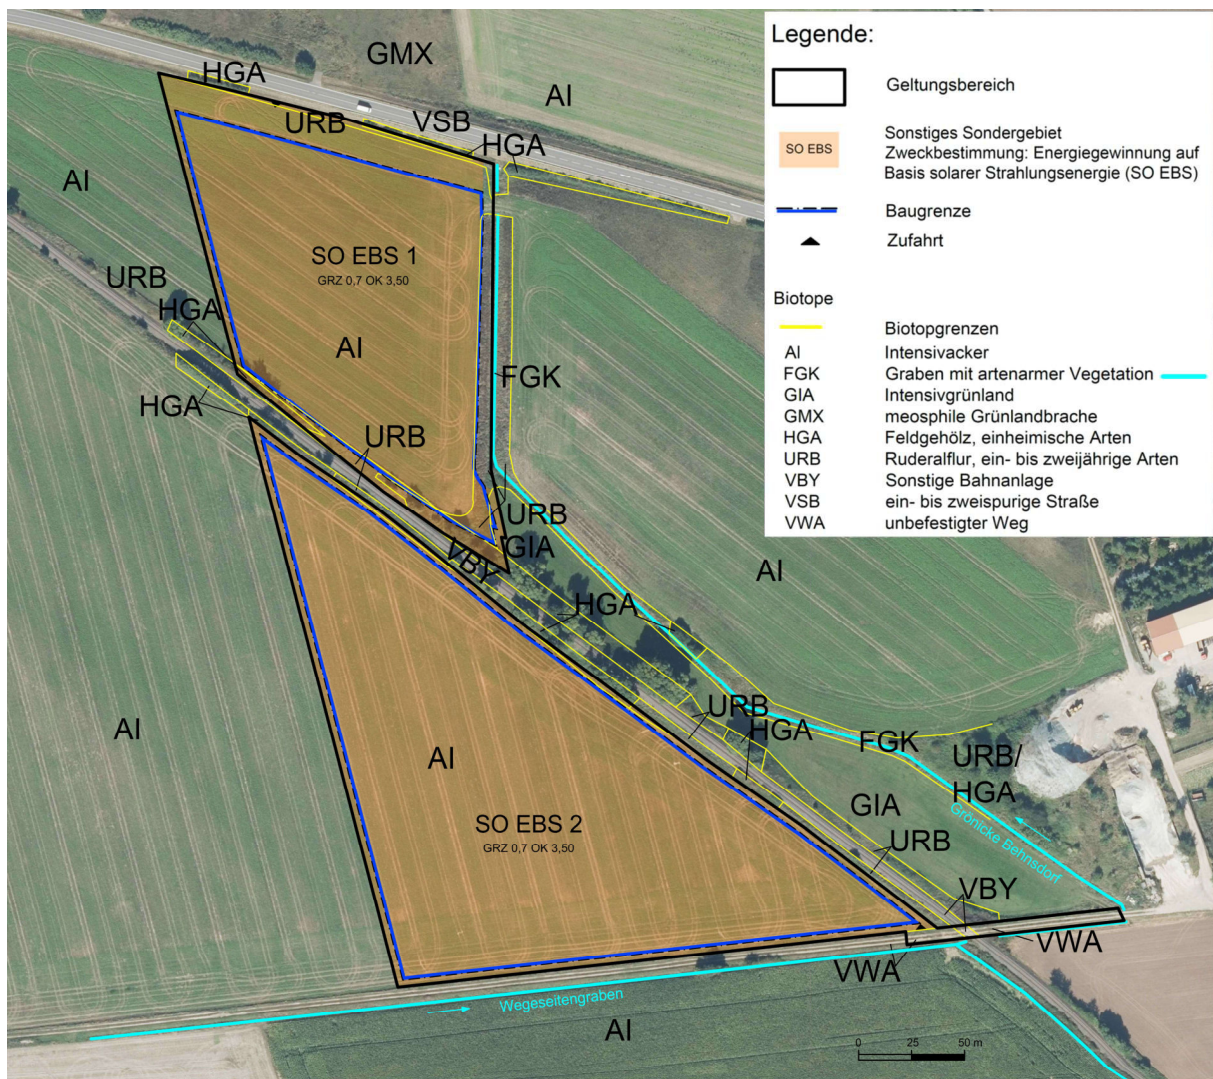 GMX
HGA
AI
URB
VSB
HGA
AI
SO EBS 1
GRZ 0,7 OK 3,50
URB
HGA
AI
FGK
HGA
URB
URB
GIA
VBY
AI
HGA
AI
URB
HGA
FGK
URB/
HGA
AI
GIA
SO EBS 2
GRZ 0,7 OK 3,50
Grönicke Behnsdorf
URB
VBY
VWA
VWA
Wegeseitengraben
AI
0 25 50 m
Legende:
Geltungsbereich
SO EBS
Sonstiges Sondergebiet
Zweckbestimmung: Energiegewinnung auf
Basis solarer Strahlungsenergie (SO EBS)
Baugrenze
Zufahrt
Biotope
Biotopgrenzen
AI Intensivacker
FGK Graben mit artenarmer Vegetation
GIA Intensivgrünland
GMX meosphile Grünlandbrache
HGA Feldgehölz, einheimische Arten
URB Ruderalflur, ein- bis zweijährige Arten
VBY Sonstige Bahnanlage
VSB ein- bis zweispurige Straße
VWA unbefestigter Weg